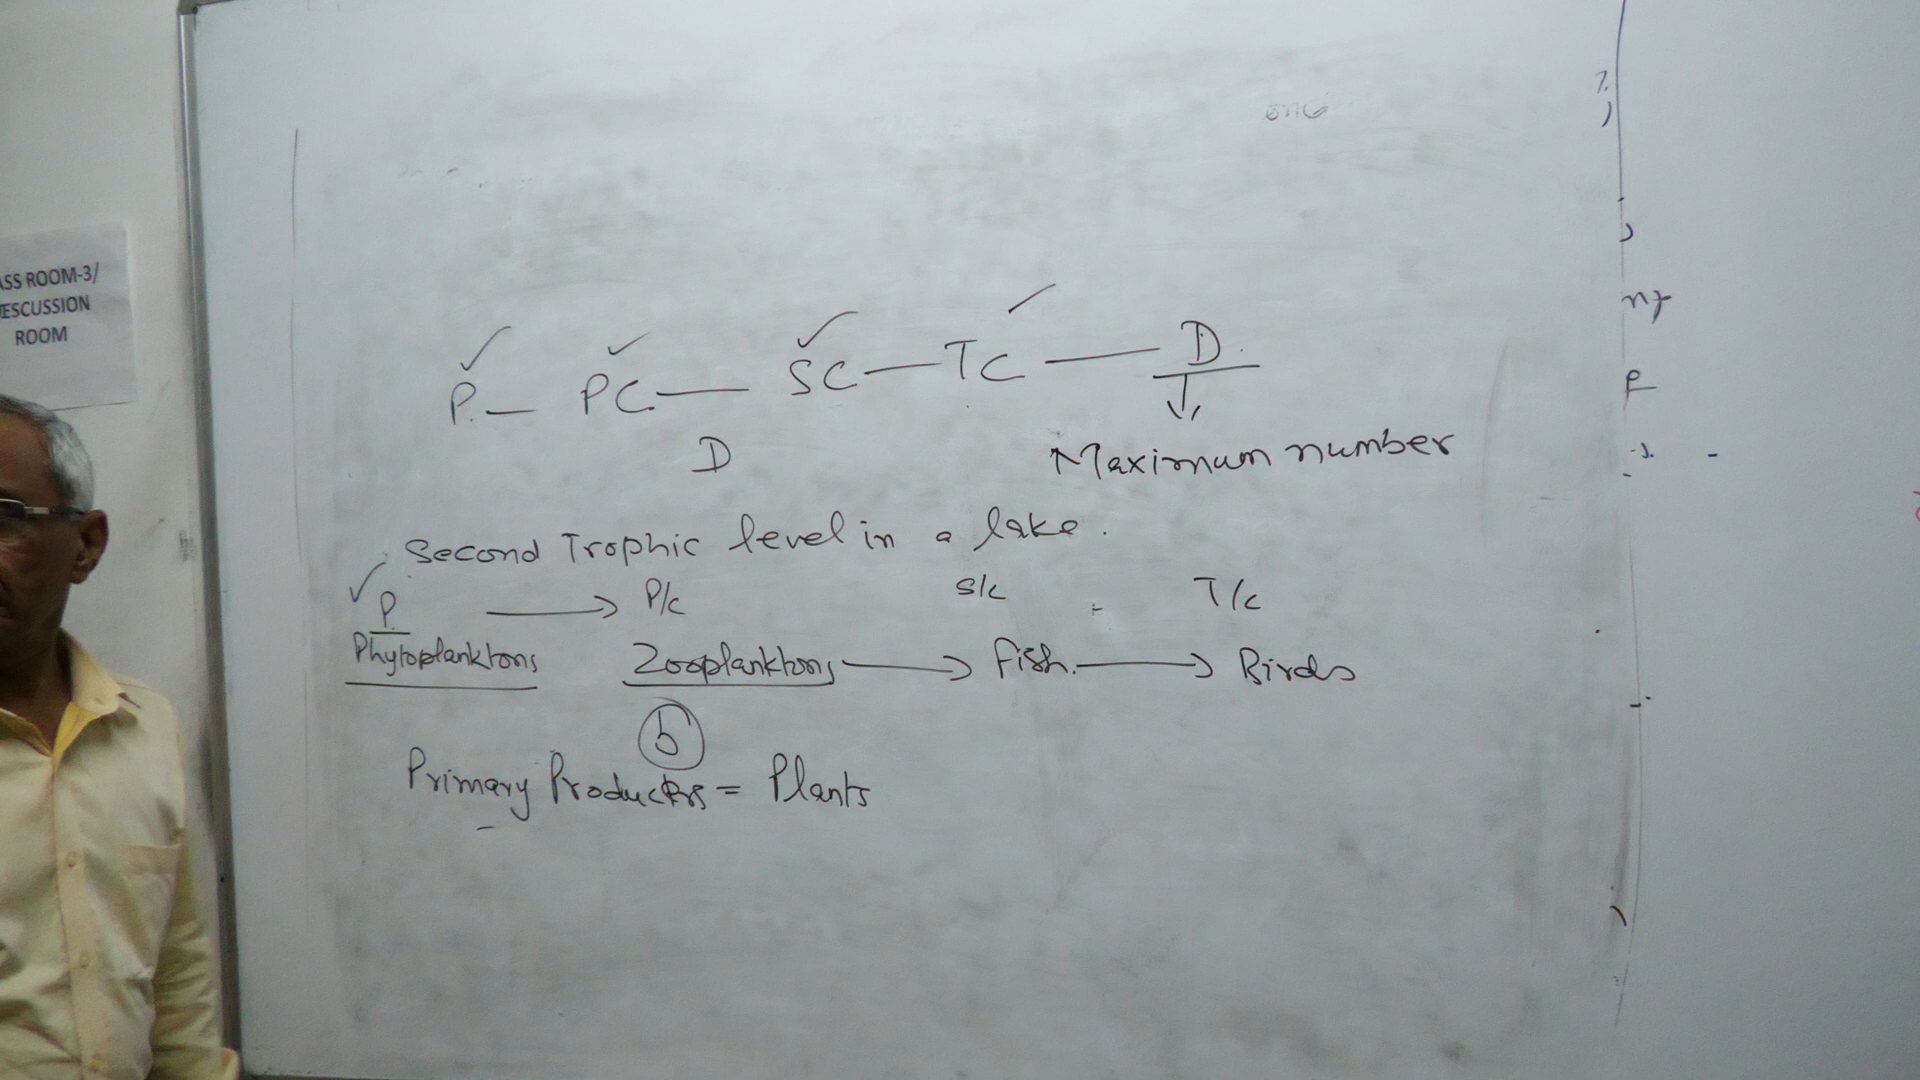 ASS ROOM-3/
ESCUSSION
ROOM
P. — PC — SC — TC — D.
D
Maximum number
Second Trophic level in a lake.
P → P/c S/c T/c
Phytoplanktons Zooplanktons → Fish. → Birds
b
Primary Producers = Plants